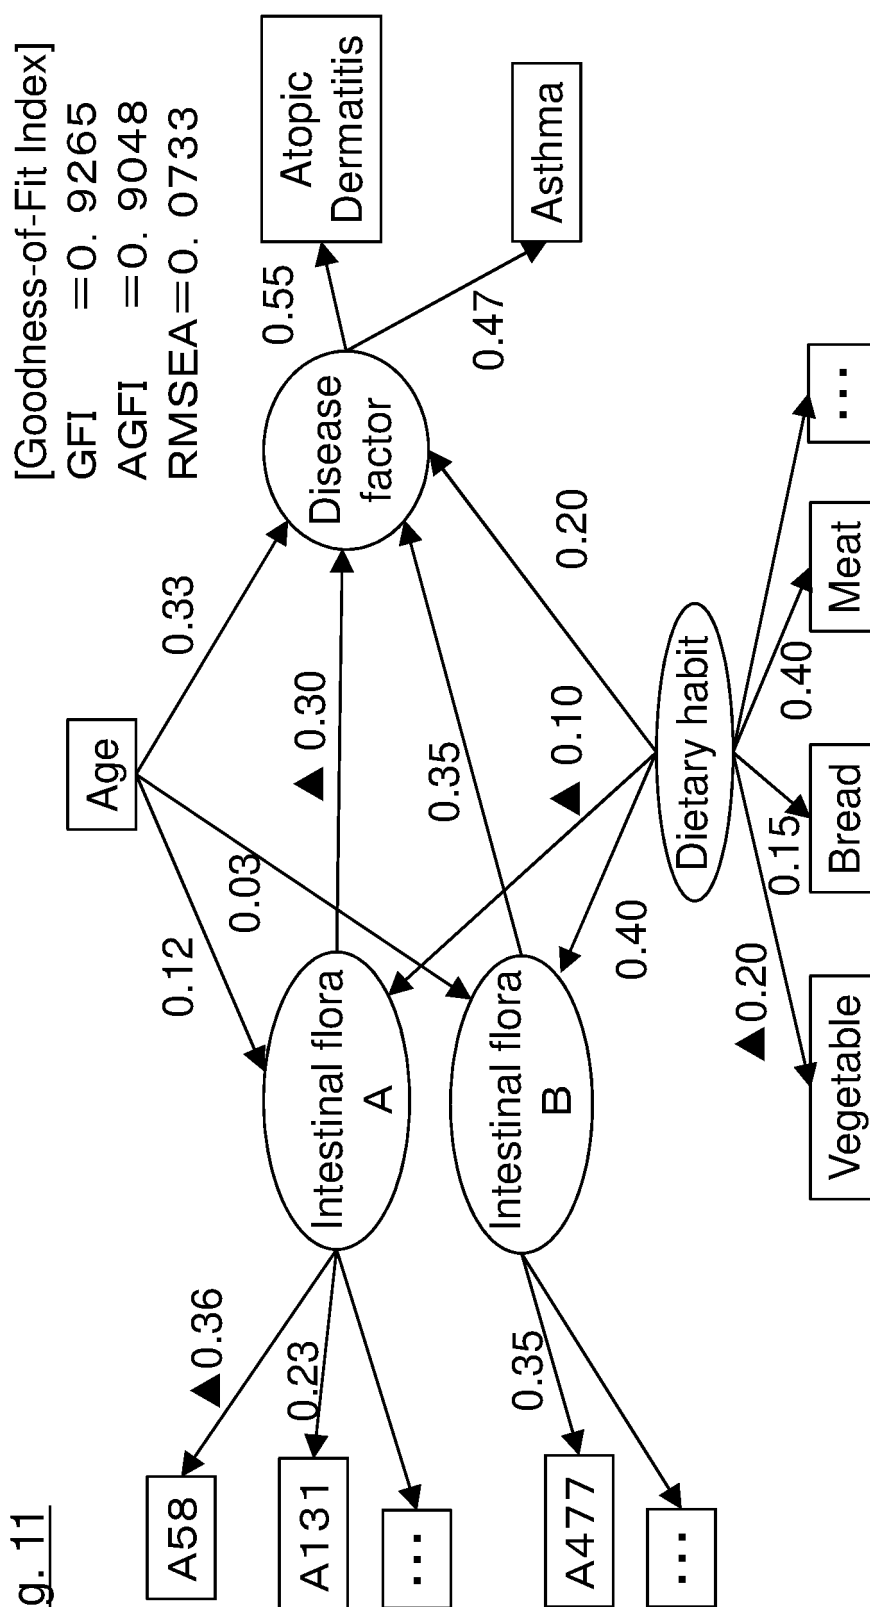 g. 11
[Goodness-of-Fit Index]
GFI =0. 9265
AGFI =0. 9048
RMSEA=0. 0733
Age
0.12
0.03
0.33
A58
▲0.36
A131
0.23
...
Intestinal flora
A
▲0.30
Disease
factor
0.55
Atopic
Dermatitis
0.47
Asthma
A477
0.35
...
Intestinal flora
B
0.35
▲0.10
0.40
0.20
Dietary habit
▲0.20
0.15
0.40
Vegetable
Bread
Meat
...